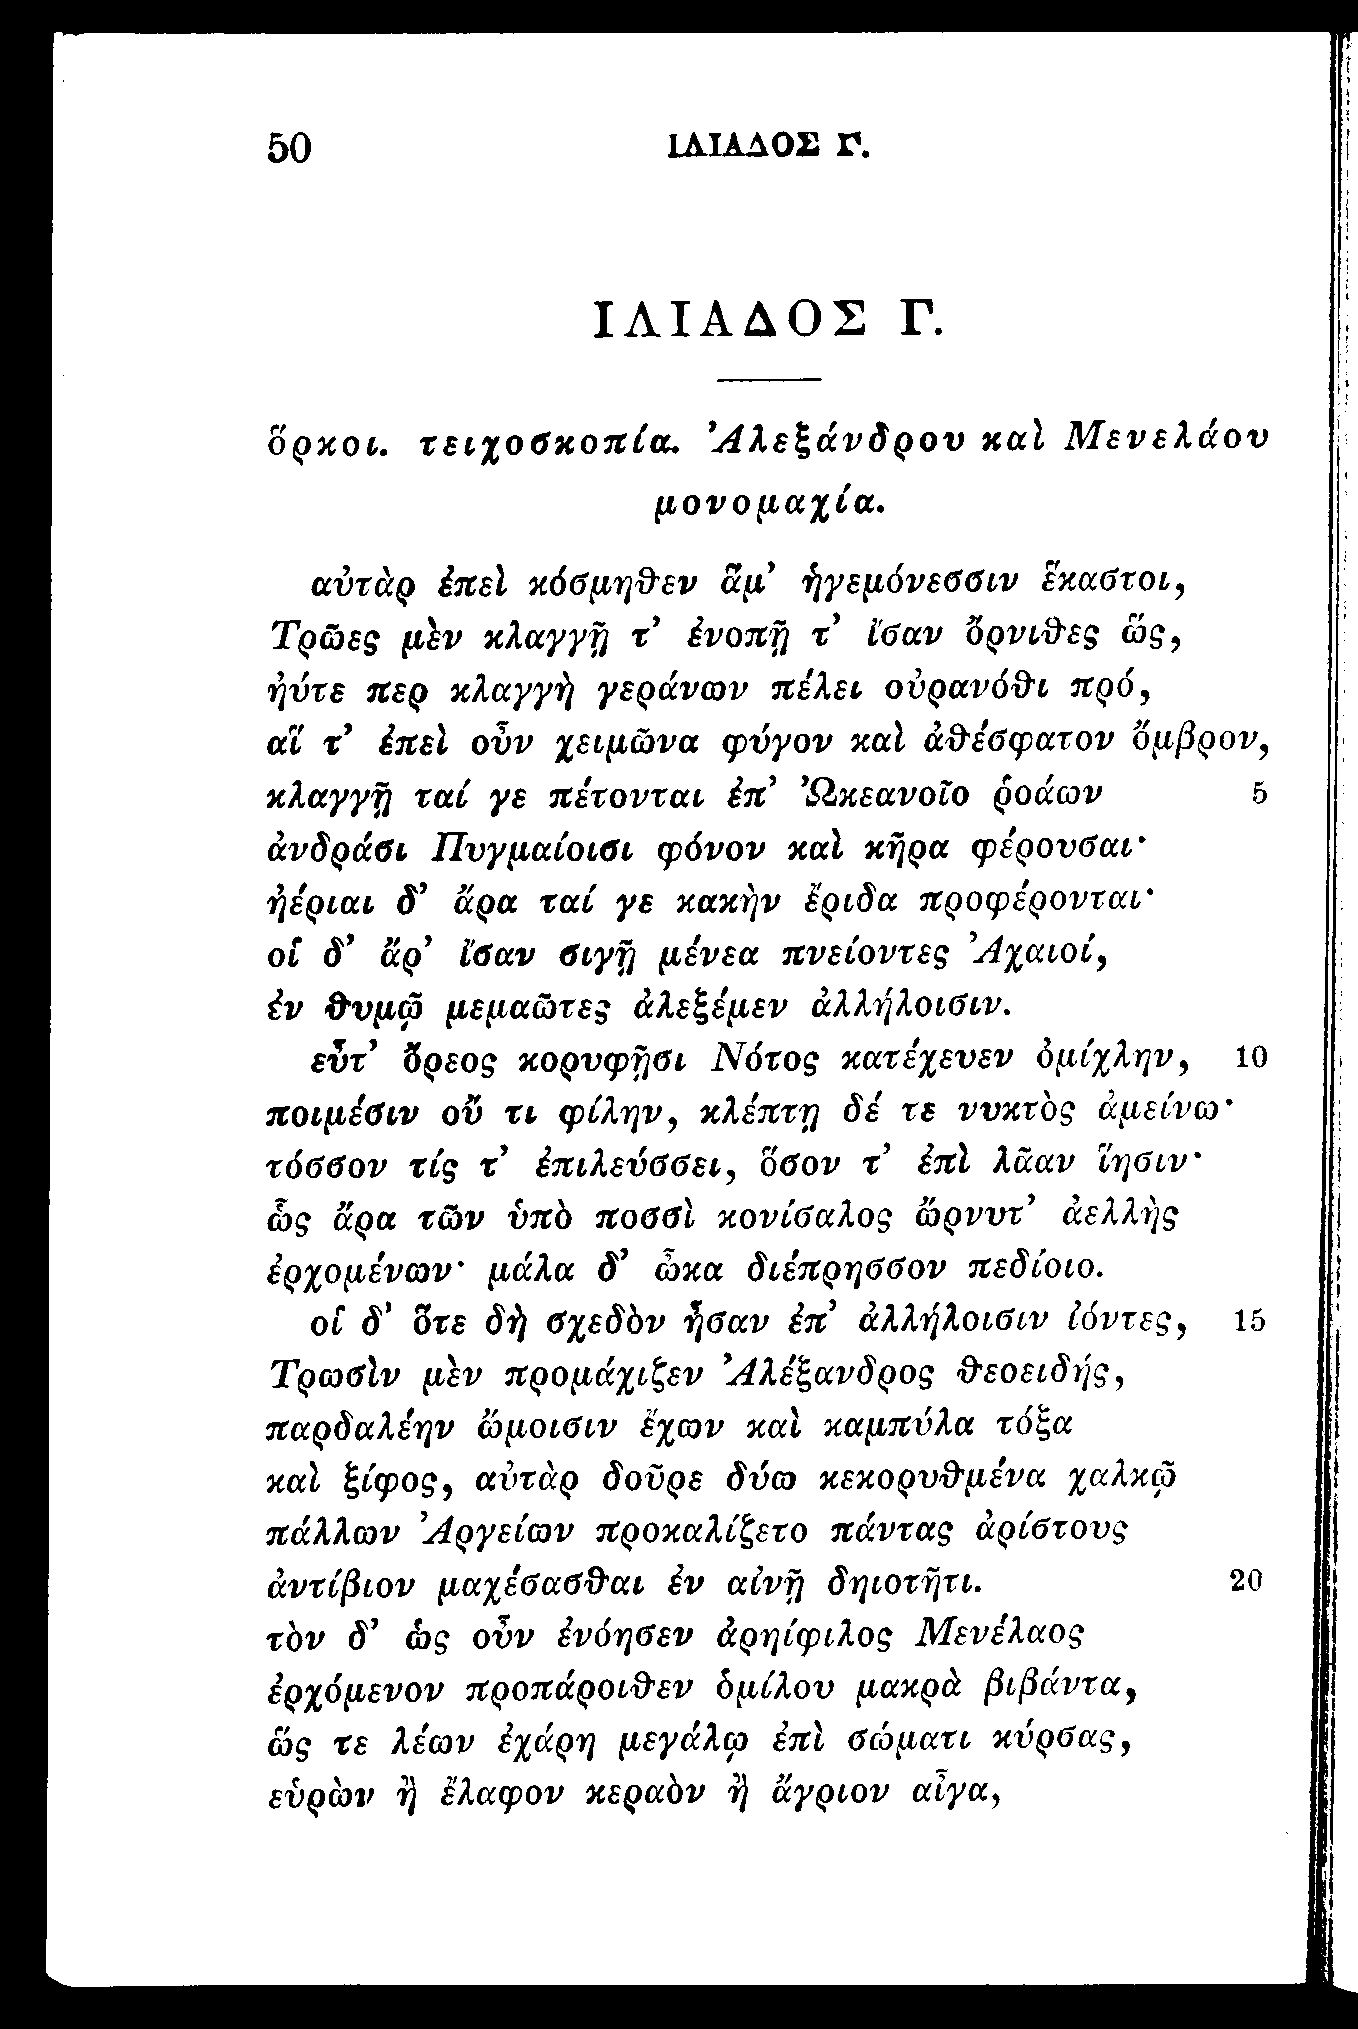 50 ΙΛΙΑΔΟΣ Γ.
ΙΛΙΑΔΟΣ Γ.
ὅρκοι. τειχοσκοπία. Ἀλεξάνδρου καὶ Μενελάου
μονομαχία.
αὐτὰρ ἐπεὶ κόσμηθεν ἅμ’ ἡγεμόνεσσιν ἕκαστοι,
Τρῶες μὲν κλαγγῇ τ’ ἐνοπῇ τ’ ἴσαν ὄρνιθες ὥς,
ἠύτε περ κλαγγὴ γεράνων πέλει οὐρανόθι πρό,
αἵ τ’ ἐπεὶ οὖν χειμῶνα φύγον καὶ ἀθέσφατον ὄμβρον,
κλαγγῇ ταί γε πέτονται ἐπ’ Ὠκεανοῖο ῥοάων 5
ἀνδράσι Πυγμαίοισι φόνον καὶ κῆρα φέρουσαι·
ἠέριαι δ’ ἄρα ταί γε κακὴν ἔριδα προφέρονται·
οἱ δ’ ἄρ’ ἴσαν σιγῇ μένεα πνείοντες Ἀχαιοί,
ἐν θυμῷ μεμαῶτες ἀλεξέμεν ἀλλήλοισιν.
εὖτ’ ὄρεος κορυφῇσι Νότος κατέχευεν ὀμίχλην, 10
ποιμέσιν οὔ τι φίλην, κλέπτῃ δέ τε νυκτὸς ἀμείνω·
τόσσον τίς τ’ ἐπιλεύσσει, ὅσον τ’ ἐπὶ λᾶαν ἵησιν·
ὣς ἄρα τῶν ὑπὸ ποσσὶ κονίσαλος ὤρνυτ’ ἀελλὴς
ἐρχομένων· μάλα δ’ ὦκα διέπρησσον πεδίοιο.
οἱ δ’ ὅτε δὴ σχεδὸν ἦσαν ἐπ’ ἀλλήλοισιν ἰόντες, 15
Τρωσὶν μὲν προμάχιζεν Ἀλέξανδρος θεοειδής,
παρδαλέην ὤμοισιν ἔχων καὶ καμπύλα τόξα
καὶ ξίφος, αὐτὰρ δοῦρε δύω κεκορυθμένα χαλκῷ
πάλλων Ἀργείων προκαλίζετο πάντας ἀρίστους
ἀντίβιον μαχέσασθαι ἐν αἰνῇ δηιοτῆτι. 20
τὸν δ’ ὡς οὖν ἐνόησεν ἀρηίφιλος Μενέλαος
ἐρχόμενον προπάροιθεν ὁμίλου μακρὰ βιβάντα,
ὥς τε λέων ἐχάρη μεγάλῳ ἐπὶ σώματι κύρσας,
εὑρὼν ἢ ἔλαφον κεραὸν ἢ ἄγριον αἶγα,